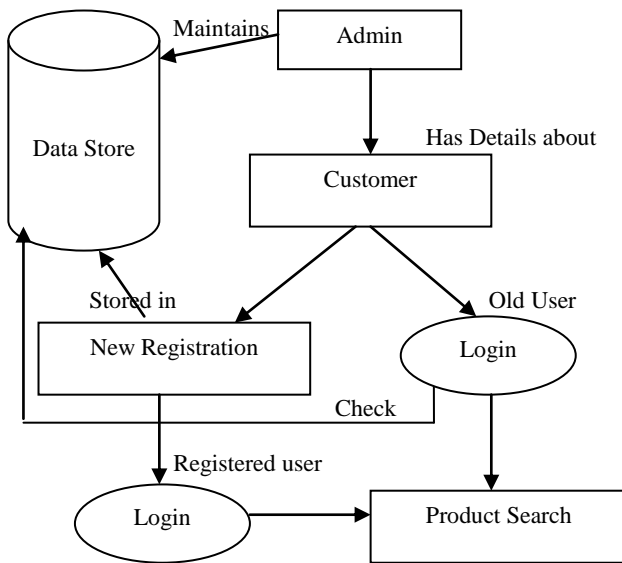 Maintains
Admin
Data Store
Has Details about
Customer
Stored in
Old User
New Registration
Login
Check
Registered user
Login
Product Search